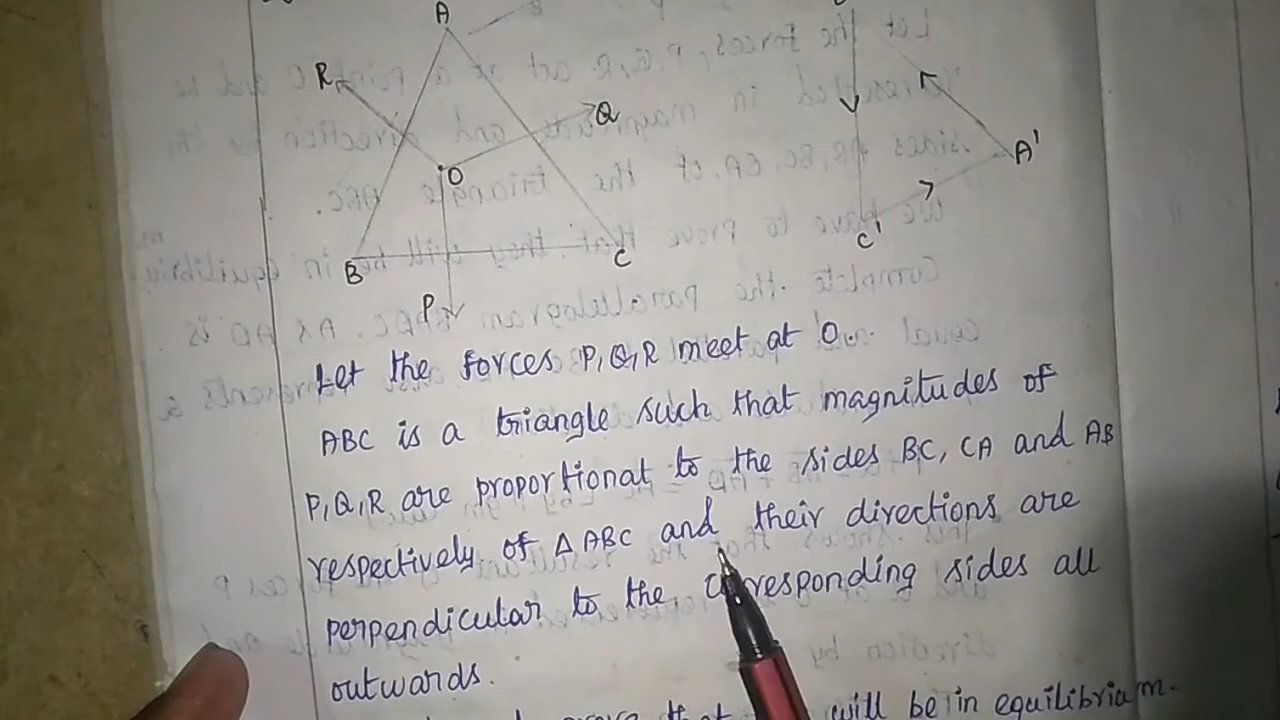 A
R
Q
O
B
C
P
A'
C'
Let the forces P,Q,R meet at O.
ABC is a triangle such that magnitudes of
P,Q,R are proportional to the sides BC, CA and AB
respectively of Δ ABC and their directions are
perpendicular to the corresponding sides all
outwards.
prove that will be in equilibrium.